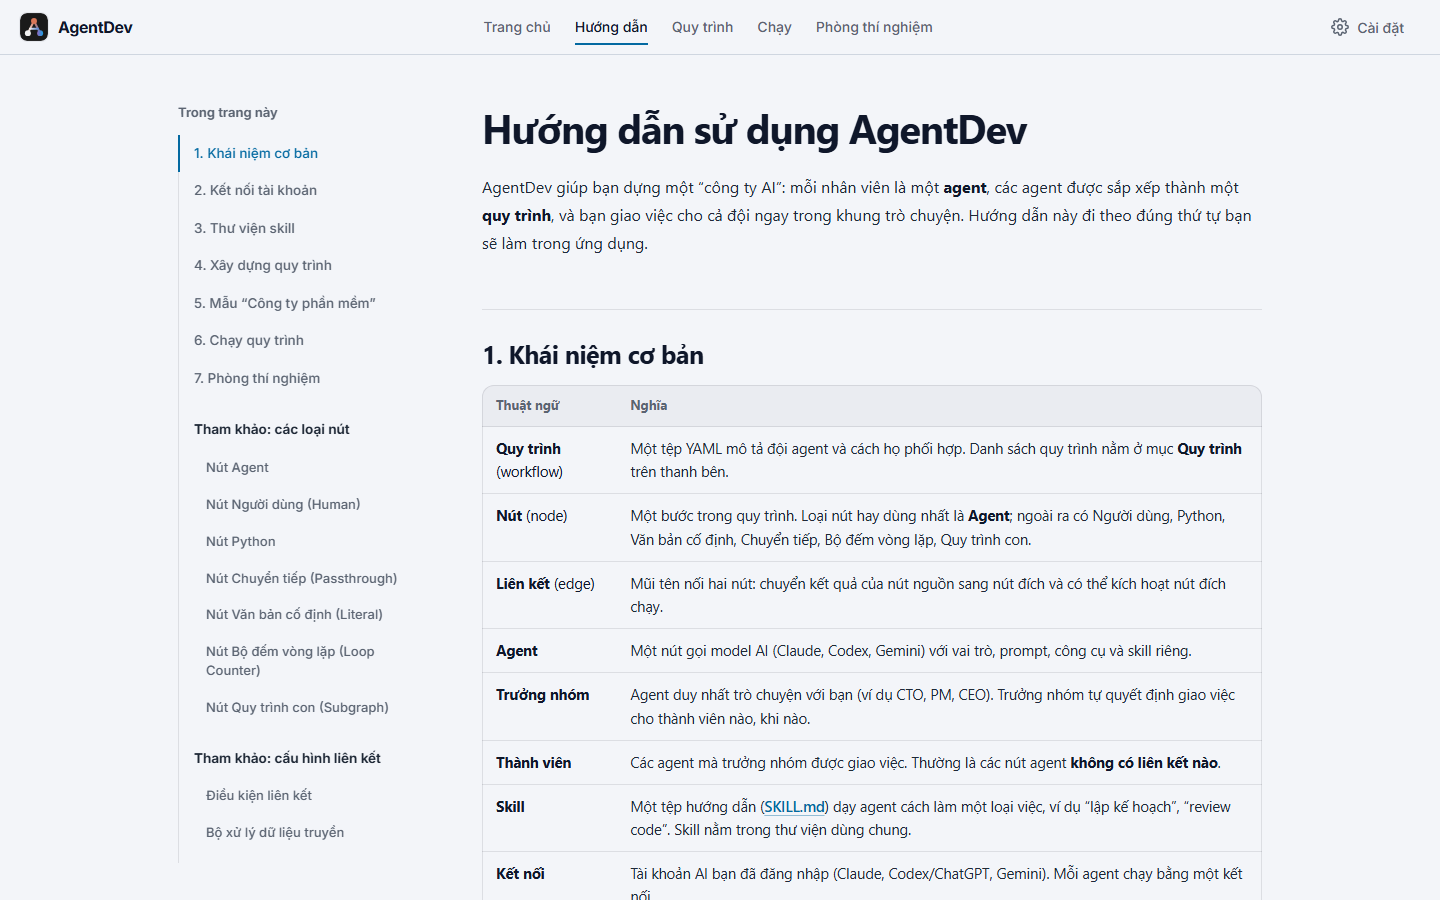 AgentDev
Trang chủ
Hướng dẫn
Quy trình
Chạy
Phòng thí nghiệm
Cài đặt
Trong trang này
1. Khái niệm cơ bản
2. Kết nối tài khoản
3. Thư viện skill
4. Xây dựng quy trình
5. Mẫu “Công ty phần mềm”
6. Chạy quy trình
7. Phòng thí nghiệm
Tham khảo: các loại nút
Nút Agent
Nút Người dùng (Human)
Nút Python
Nút Chuyển tiếp (Passthrough)
Nút Văn bản cố định (Literal)
Nút Bộ đếm vòng lặp (Loop
Counter)
Nút Quy trình con (Subgraph)
Tham khảo: cấu hình liên kết
Điều kiện liên kết
Bộ xử lý dữ liệu truyền
Hướng dẫn sử dụng AgentDev
AgentDev giúp bạn dựng một “công ty AI”: mỗi nhân viên là một agent, các agent được sắp xếp thành một
quy trình, và bạn giao việc cho cả đội ngay trong khung trò chuyện. Hướng dẫn này đi theo đúng thứ tự bạn
sẽ làm trong ứng dụng.
1. Khái niệm cơ bản
Thuật ngữ
Nghĩa
Quy trình
(workflow)
Một tệp YAML mô tả đội agent và cách họ phối hợp. Danh sách quy trình nằm ở mục Quy trình
trên thanh bên.
Nút (node)
Một bước trong quy trình. Loại nút hay dùng nhất là Agent; ngoài ra có Người dùng, Python,
Văn bản cố định, Chuyển tiếp, Bộ đếm vòng lặp, Quy trình con.
Liên kết (edge)
Mũi tên nối hai nút: chuyển kết quả của nút nguồn sang nút đích và có thể kích hoạt nút đích
chạy.
Agent
Một nút gọi model AI (Claude, Codex, Gemini) với vai trò, prompt, công cụ và skill riêng.
Trưởng nhóm
Agent duy nhất trò chuyện với bạn (ví dụ CTO, PM, CEO). Trưởng nhóm tự quyết định giao việc
cho thành viên nào, khi nào.
Thành viên
Các agent mà trưởng nhóm được giao việc. Thường là các nút agent không có liên kết nào.
Skill
Một tệp hướng dẫn (SKILL.md) dạy agent cách làm một loại việc, ví dụ “lập kế hoạch”, “review
code”. Skill nằm trong thư viện dùng chung.
Kết nối
Tài khoản AI bạn đã đăng nhập (Claude, Codex/ChatGPT, Gemini). Mỗi agent chạy bằng một kết
nối.